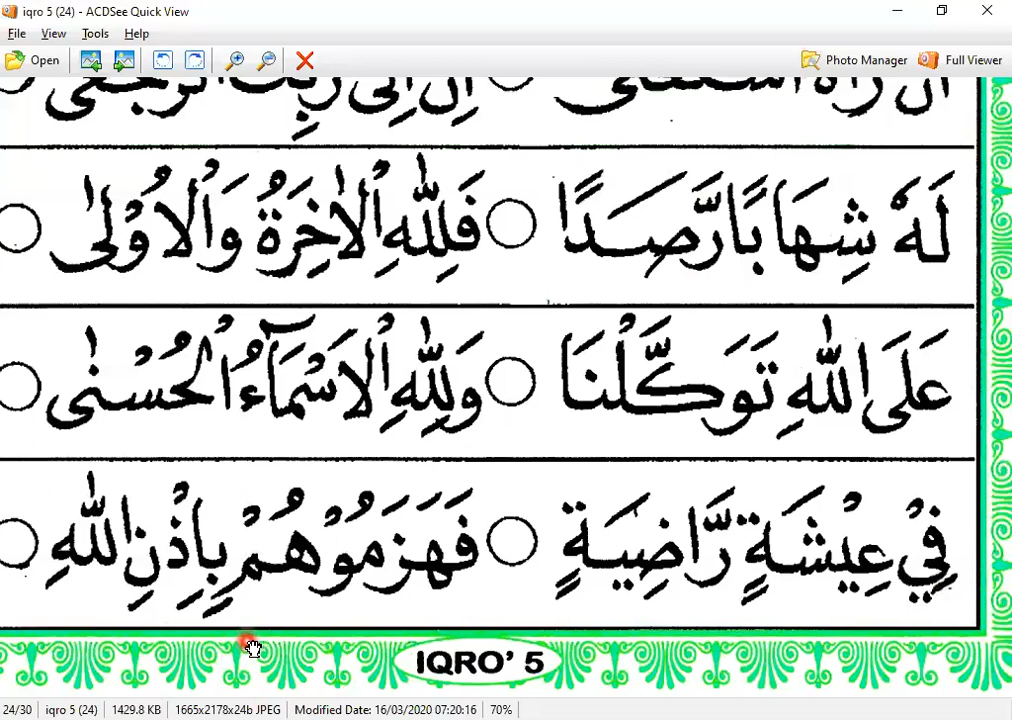 iqro 5 (24) - ACDSee Quick View
File View Tools Help
Open Photo Manager Full Viewer
لَهٗ شِهَابًا رَّصَدًا ○ فَلِلّٰهِ الْاٰخِرَةُ وَالْاُوْلٰى ○
عَلَى اللّٰهِ تَوَكَّلْنَا ○ وَلِلّٰهِ الْاَسْمَآءُ الْحُسْنٰى ○
فِيْ عِيْشَةٍ رَّاضِيَةٍ ○ فَهَزَمُوْهُمْ بِاِذْنِ اللّٰهِ ○
IQRO' 5
24/30 iqro 5 (24) 1429.8 KB 1665x2178x24b JPEG Modified Date: 16/03/2020 07:20:16 70%